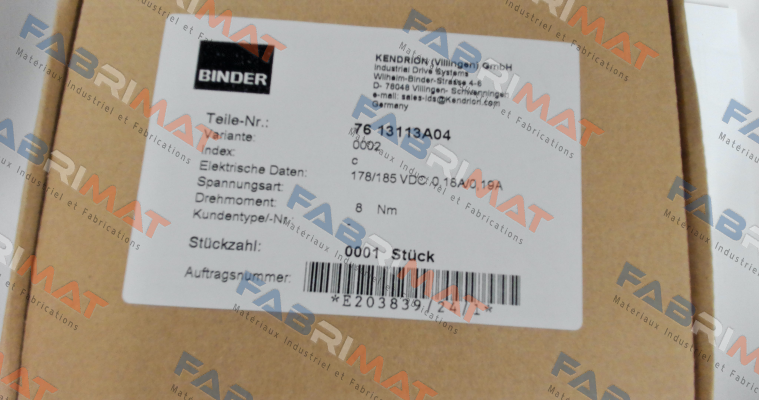 BINDER
KENDRION (Villingen) GmbH
Industrial Drive Systems
Wilhelm-Binder-Strasse 4-6
D- 78048 Villingen- Schwenningen
e-mail: sales-ids@Kendrion.com
Germany
Teile-Nr.: 76 13113A04
Variante: 0002
Index: c
Elektrische Daten: 178/185 VDC 0,16A/0,19A
Spannungsart:
Drehmoment: 8 Nm
Kundentype/-Nr.
Stückzahl: 0001 Stück
Auftragsnummer:
*E203839/24/1*
FABRIMAT
Materiaux Industriel et Fabrications